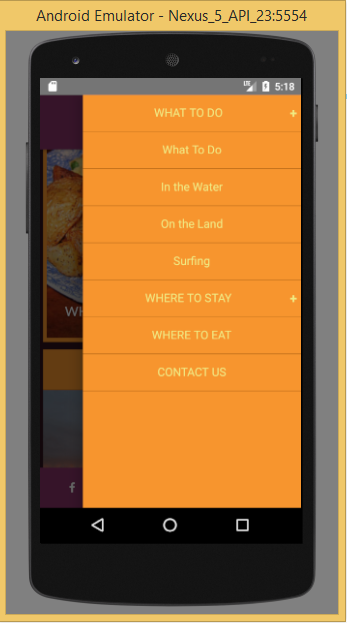 Android Emulator - Nexus_5_API_23:5554
LTE 5:18
WHAT TO DO +
What To Do
In the Water
On the Land
Surfing
WHERE TO STAY +
WHERE TO EAT
CONTACT US
WH
f